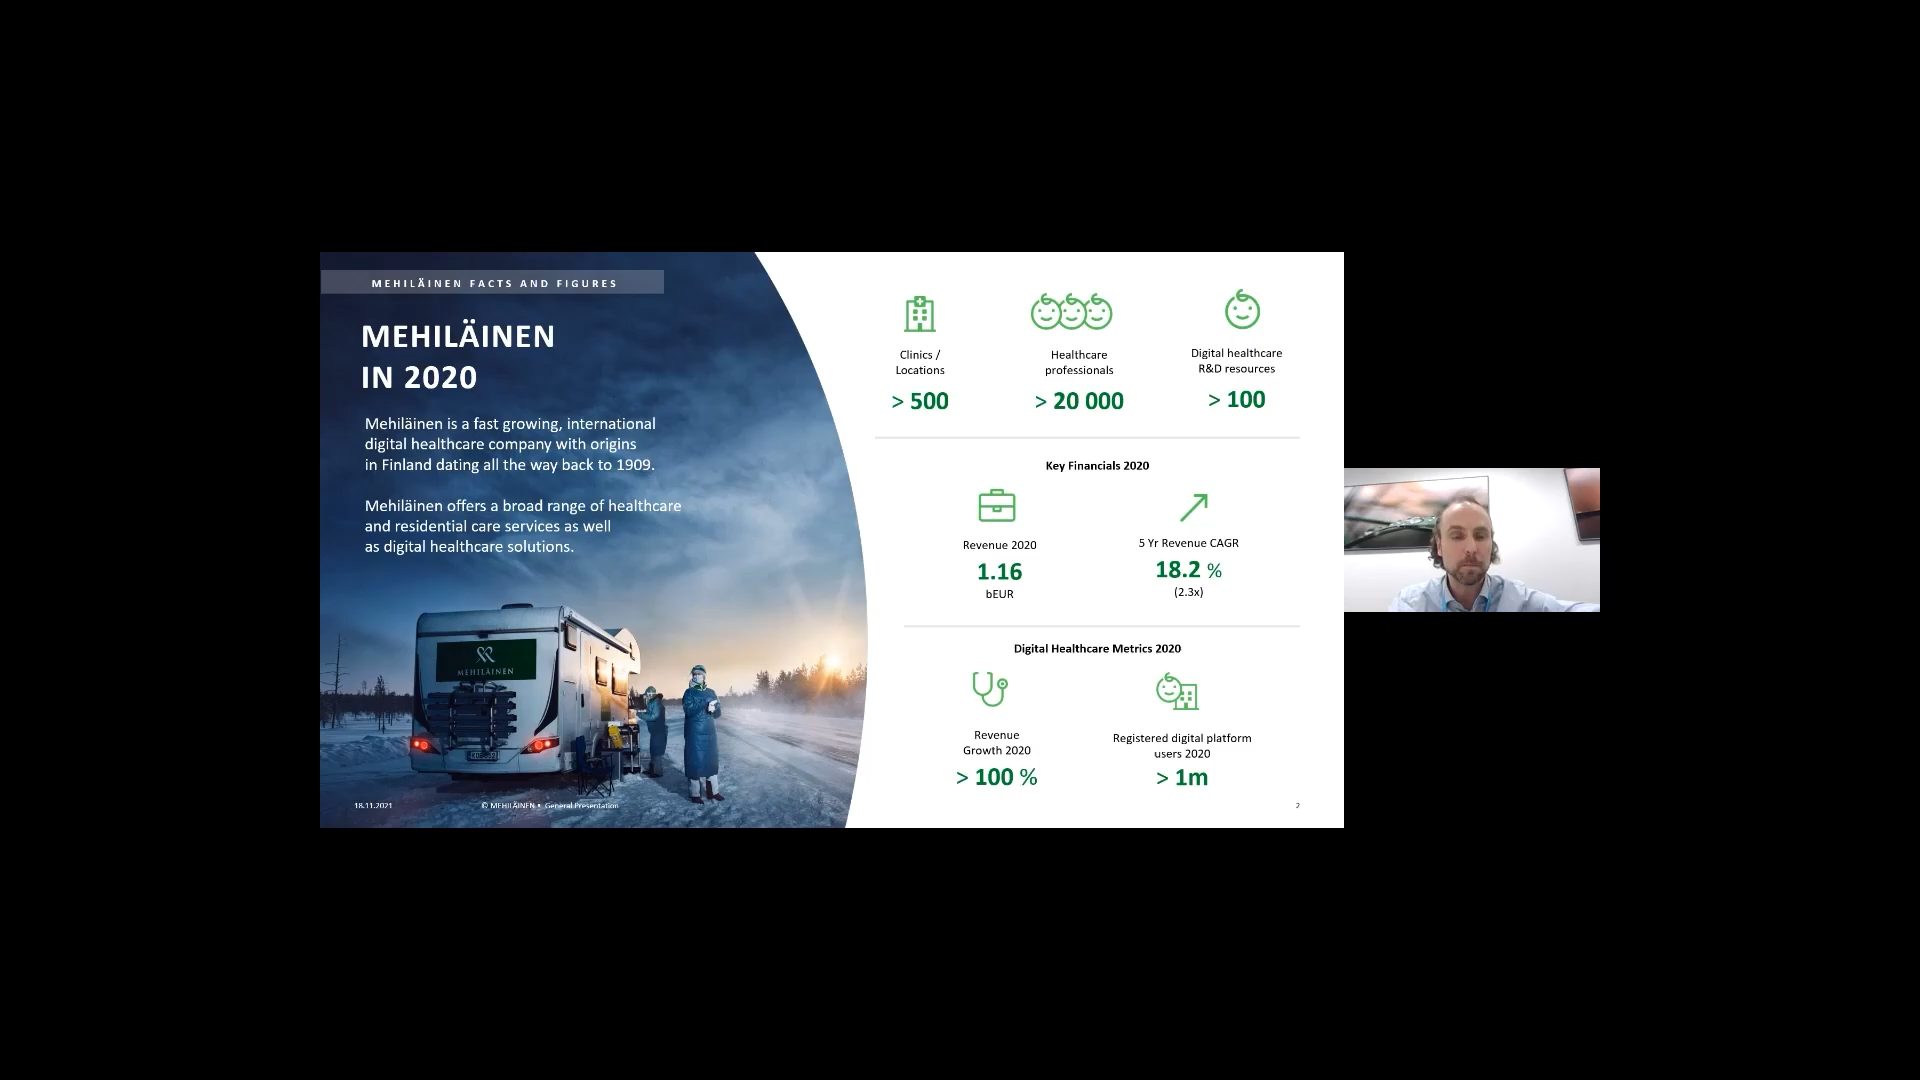 MEHILÄINEN FACTS AND FIGURES
MEHILÄINEN
IN 2020
Mehiläinen is a fast growing, international
digital healthcare company with origins
in Finland dating all the way back to 1909.
Mehiläinen offers a broad range of healthcare
and residential care services as well
as digital healthcare solutions.
MEHILÄINEN
18.11.2021
© MEHILÄINEN • General Presentation
Clinics /
Locations
> 500
Healthcare
professionals
> 20 000
Digital healthcare
R&D resources
> 100
Key Financials 2020
Revenue 2020
1.16
bEUR
5 Yr Revenue CAGR
18.2 %
(2.3x)
Digital Healthcare Metrics 2020
Revenue
Growth 2020
> 100 %
Registered digital platform
users 2020
> 1m
2